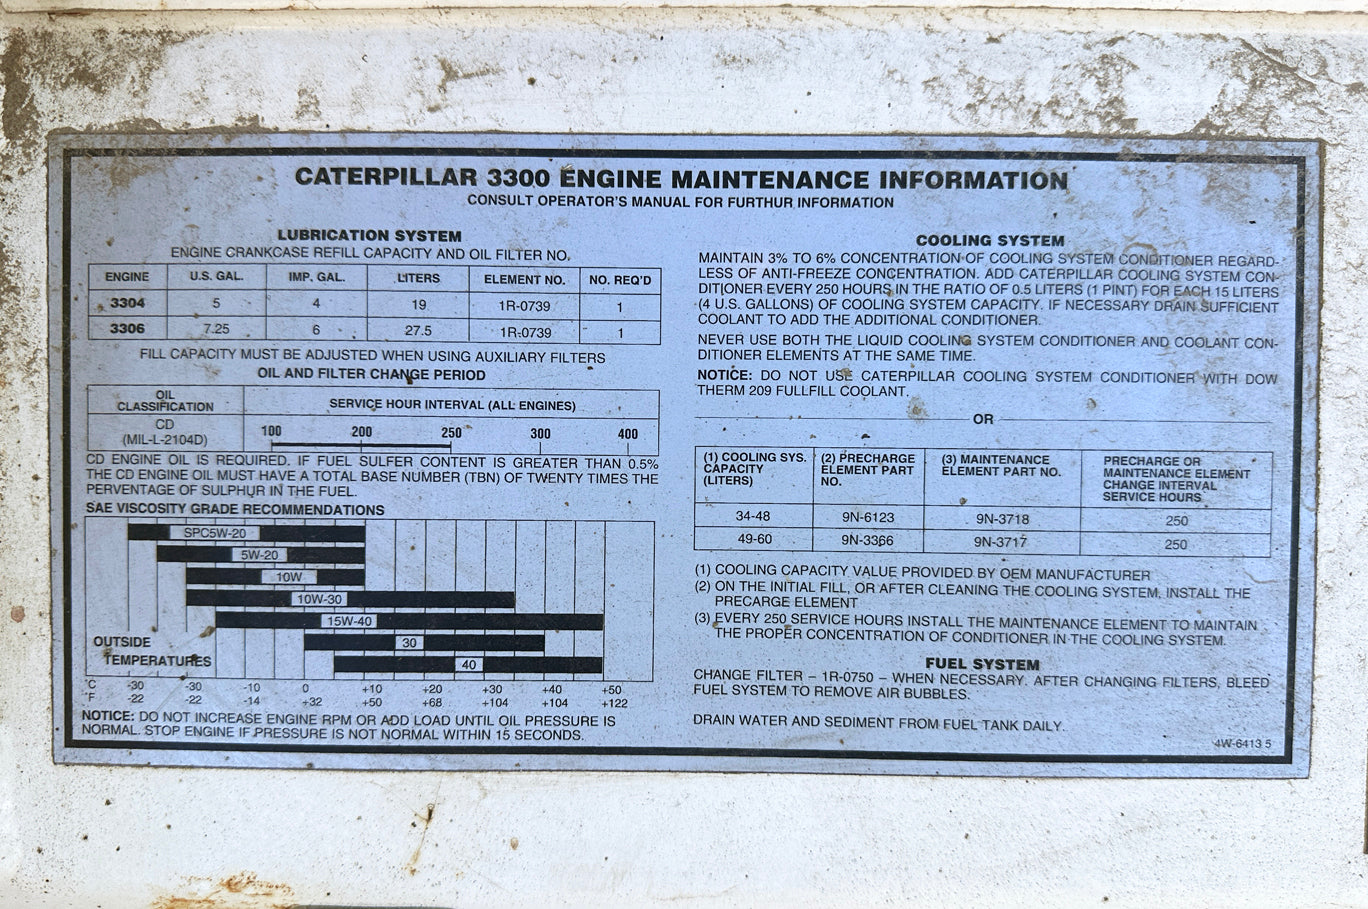 CATERPILLAR 3300 ENGINE MAINTENANCE INFORMATION
CONSULT OPERATOR'S MANUAL FOR FURTHUR INFORMATION
LUBRICATION SYSTEM
ENGINE CRANKCASE REFILL CAPACITY AND OIL FILTER NO.
ENGINE U.S. GAL. IMP. GAL. LITERS ELEMENT NO. NO. REQ'D
3304 5 4 19 1R-0739 1
3306 7.25 6 27.5 1R-0739 1
FILL CAPACITY MUST BE ADJUSTED WHEN USING AUXILIARY FILTERS
OIL AND FILTER CHANGE PERIOD
OIL
CLASSIFICATION
SERVICE HOUR INTERVAL (ALL ENGINES)
CD
(MIL-L-2104D)
100 200 250 300 400
CD ENGINE OIL IS REQUIRED. IF FUEL SULFER CONTENT IS GREATER THAN 0.5%
THE CD ENGINE OIL MUST HAVE A TOTAL BASE NUMBER (TBN) OF TWENTY TIMES THE
PERVENTAGE OF SULPHUR IN THE FUEL.
SAE VISCOSITY GRADE RECOMMENDATIONS
SPC5W-20
5W-20
10W
10W-30
15W-40
30
40
OUTSIDE
TEMPERATURES
°C -30 -30 -10 0 +10 +20 +30 +40 +50
°F -22 -22 -14 +32 +50 +68 +104 +104 +122
NOTICE: DO NOT INCREASE ENGINE RPM OR ADD LOAD UNTIL OIL PRESSURE IS
NORMAL. STOP ENGINE IF PRESSURE IS NOT NORMAL WITHIN 15 SECONDS.
COOLING SYSTEM
MAINTAIN 3% TO 6% CONCENTRATION OF COOLING SYSTEM CONDITIONER REGARD-
LESS OF ANTI-FREEZE CONCENTRATION. ADD CATERPILLAR COOLING SYSTEM CON-
DITIONER EVERY 250 HOURS IN THE RATIO OF 0.5 LITERS (1 PINT) FOR EACH 15 LITERS
(4 U.S. GALLONS) OF COOLING SYSTEM CAPACITY. IF NECESSARY DRAIN SUFFICIENT
COOLANT TO ADD THE ADDITIONAL CONDITIONER.
NEVER USE BOTH THE LIQUID COOLING SYSTEM CONDITIONER AND COOLANT CON-
DITIONER ELEMENTS AT THE SAME TIME.
NOTICE: DO NOT USE CATERPILLAR COOLING SYSTEM CONDITIONER WITH DOW
THERM 209 FULLFILL COOLANT.
OR
(1) COOLING SYS.
CAPACITY
(LITERS)
(2) PRECHARGE
ELEMENT PART
NO.
(3) MAINTENANCE
ELEMENT PART NO.
PRECHARGE OR
MAINTENANCE ELEMENT
CHANGE INTERVAL
SERVICE HOURS
34-48 9N-6123 9N-3718 250
49-60 9N-3366 9N-3717 250
(1) COOLING CAPACITY VALUE PROVIDED BY OEM MANUFACTURER
(2) ON THE INITIAL FILL, OR AFTER CLEANING THE COOLING SYSTEM, INSTALL THE
PRECARGE ELEMENT
(3) EVERY 250 SERVICE HOURS INSTALL THE MAINTENANCE ELEMENT TO MAINTAIN
THE PROPER CONCENTRATION OF CONDITIONER IN THE COOLING SYSTEM.
FUEL SYSTEM
CHANGE FILTER – 1R-0750 – WHEN NECESSARY. AFTER CHANGING FILTERS, BLEED
FUEL SYSTEM TO REMOVE AIR BUBBLES.
DRAIN WATER AND SEDIMENT FROM FUEL TANK DAILY.
4W-6413 5